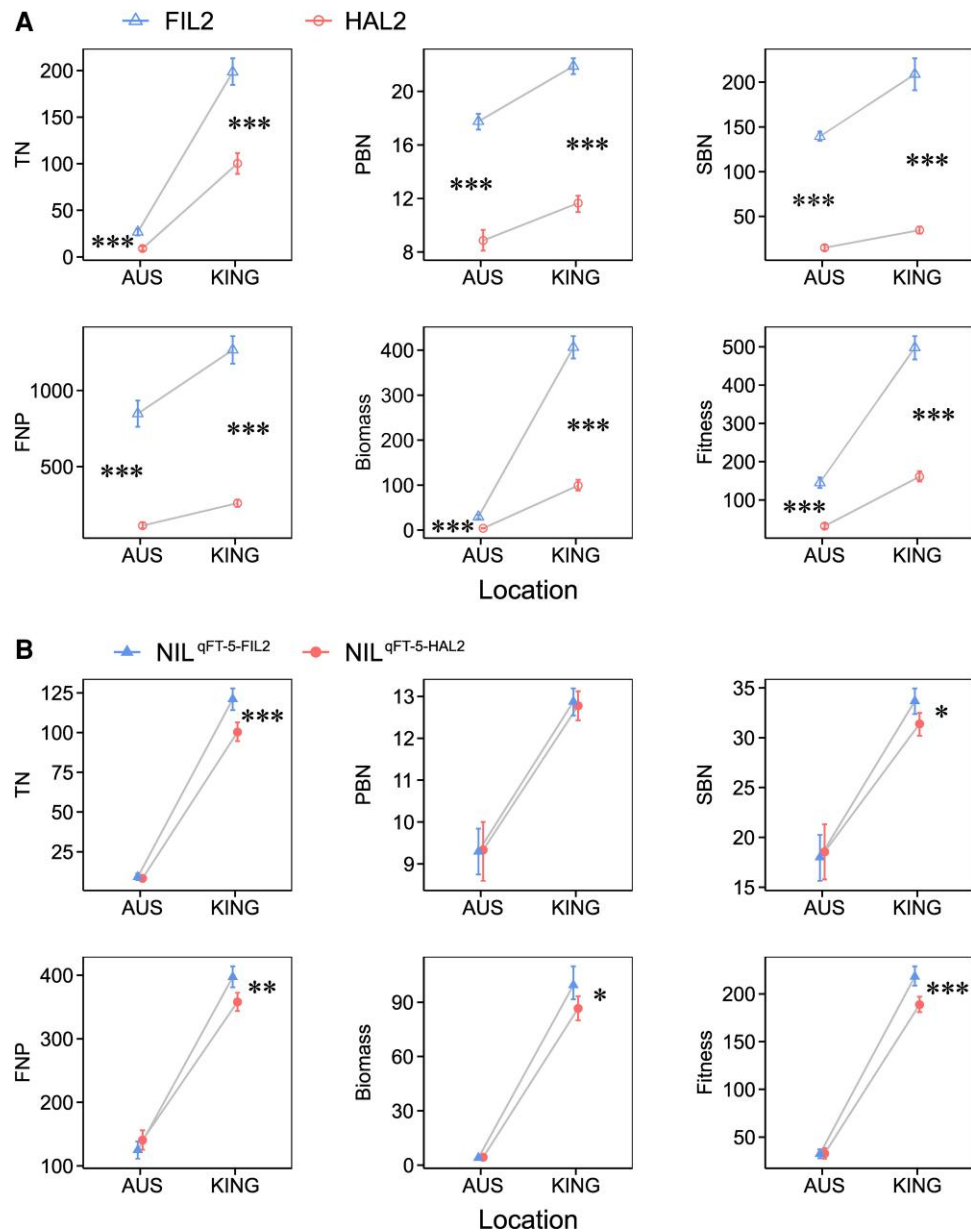 A
FIL2 HAL2
TN
200
150
100
50
0
***
***
AUS KING
PBN
20
16
12
8
***
***
AUS KING
SBN
200
150
100
50
***
***
AUS KING
FNP
1000
500
***
***
AUS KING
Biomass
400
300
200
100
0
***
***
AUS KING
Fitness
500
400
300
200
100
***
***
AUS KING
Location
B
NIL qFT-5-FIL2 NIL qFT-5-HAL2
TN
125
100
75
50
25
***
AUS KING
PBN
13
12
11
10
9
AUS KING
SBN
35
30
25
20
15
*
AUS KING
FNP
400
300
200
100
**
AUS KING
Biomass
90
60
30
0
*
AUS KING
Fitness
200
150
100
50
***
AUS KING
Location